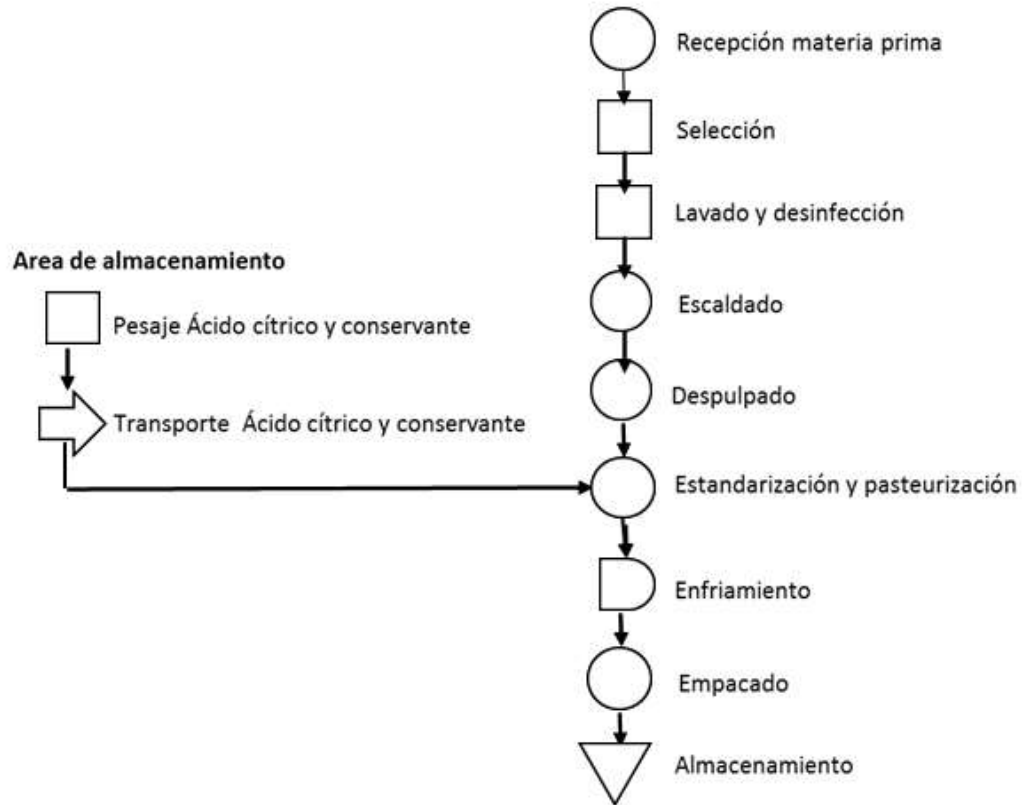 Recepción materia prima
Selección
Lavado y desinfección
Area de almacenamiento
Escaldado
Pesaje Ácido cítrico y conservante
Despulpado
Transporte Ácido cítrico y conservante
Estandarización y pasteurización
Enfriamiento
Empacado
Almacenamiento